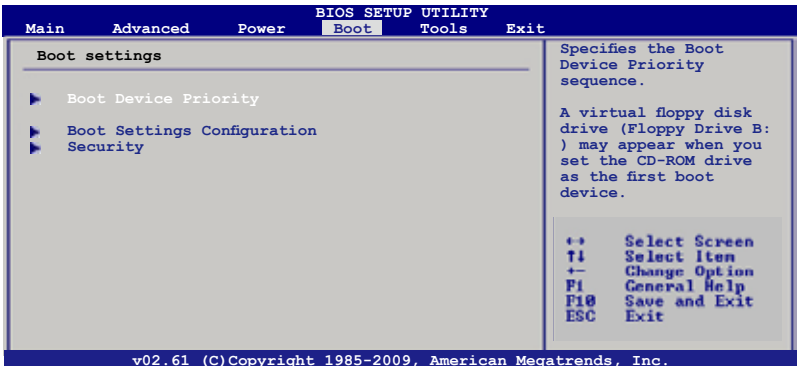 BIOS SETUP UTILITY
Main Advanced Power Boot Tools Exit
Boot settings
Boot Device Priority
Boot Settings Configuration
Security
Specifies the Boot
Device Priority
sequence.
A virtual floppy disk
drive (Floppy Drive B:
) may appear when you
set the CD-ROM drive
as the first boot
device.
↔ Select Screen
↑↓ Select Item
+- Change Option
F1 General Help
F10 Save and Exit
ESC Exit
v02.61 (C)Copyright 1985-2009, American Megatrends, Inc.